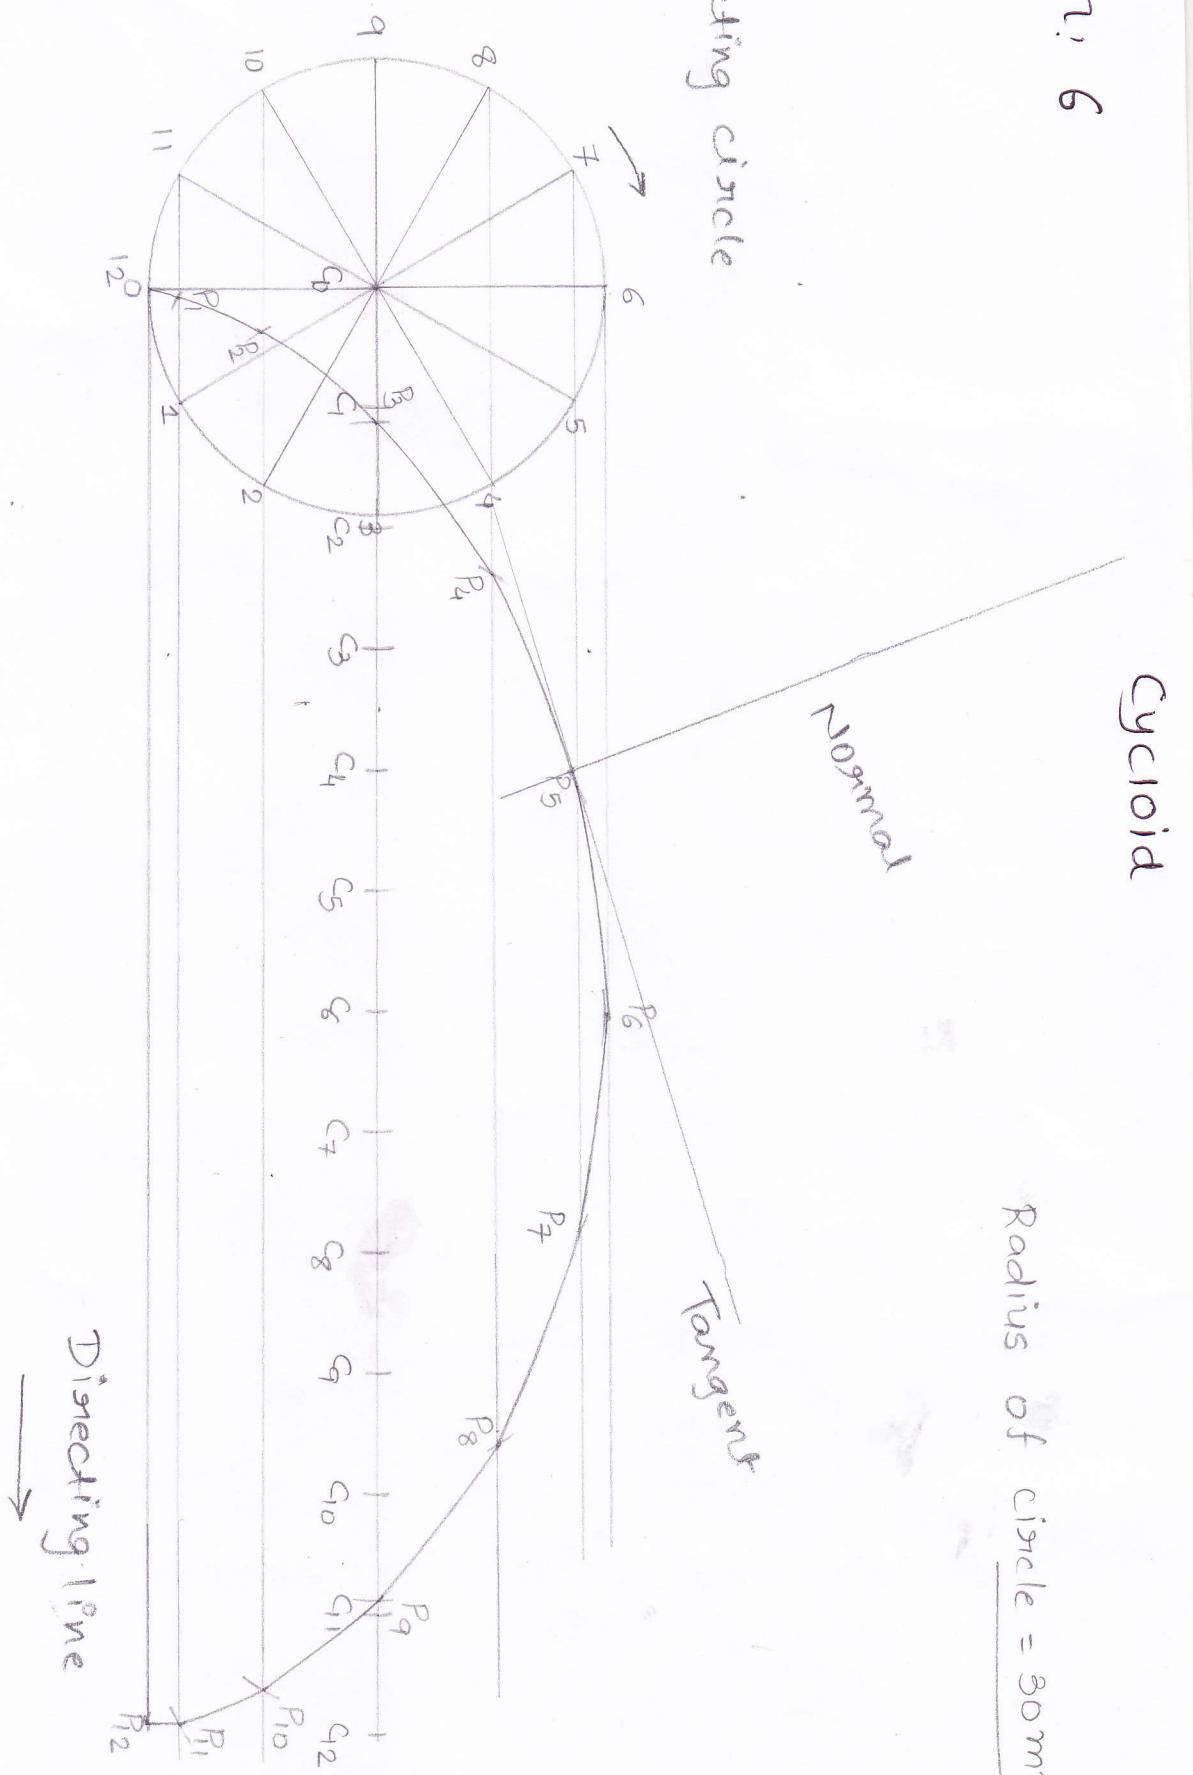 n: 6
Cycloid
Radius of circle = 30m
ting circle
Normal
Tangent
Directing line
9
8
10
7
11
6
12
0
C0
5
1
4
2
3
P1
P2
P3
P4
P5
P6
P7
P8
P9
P10
P11
P12
C1
C2
C3
C4
C5
C6
C7
C8
C9
C10
C11
C12